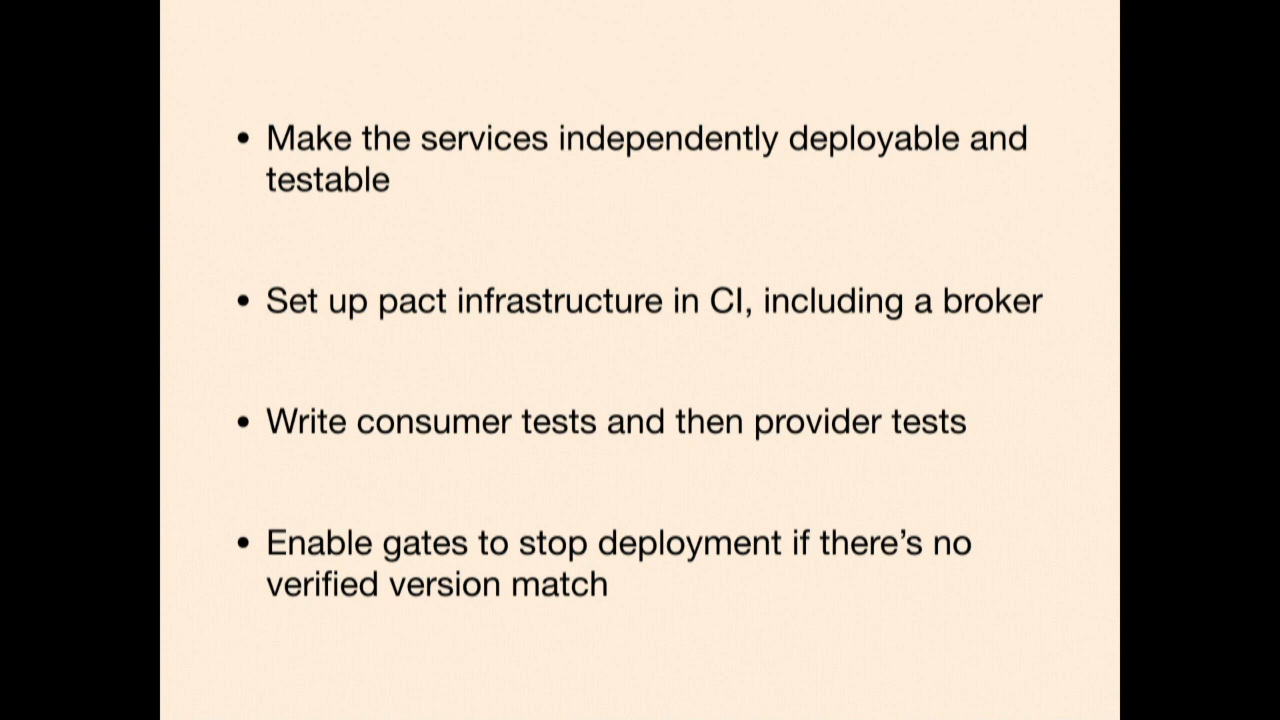 • Make the services independently deployable and
testable
• Set up pact infrastructure in CI, including a broker
• Write consumer tests and then provider tests
• Enable gates to stop deployment if there’s no
verified version match